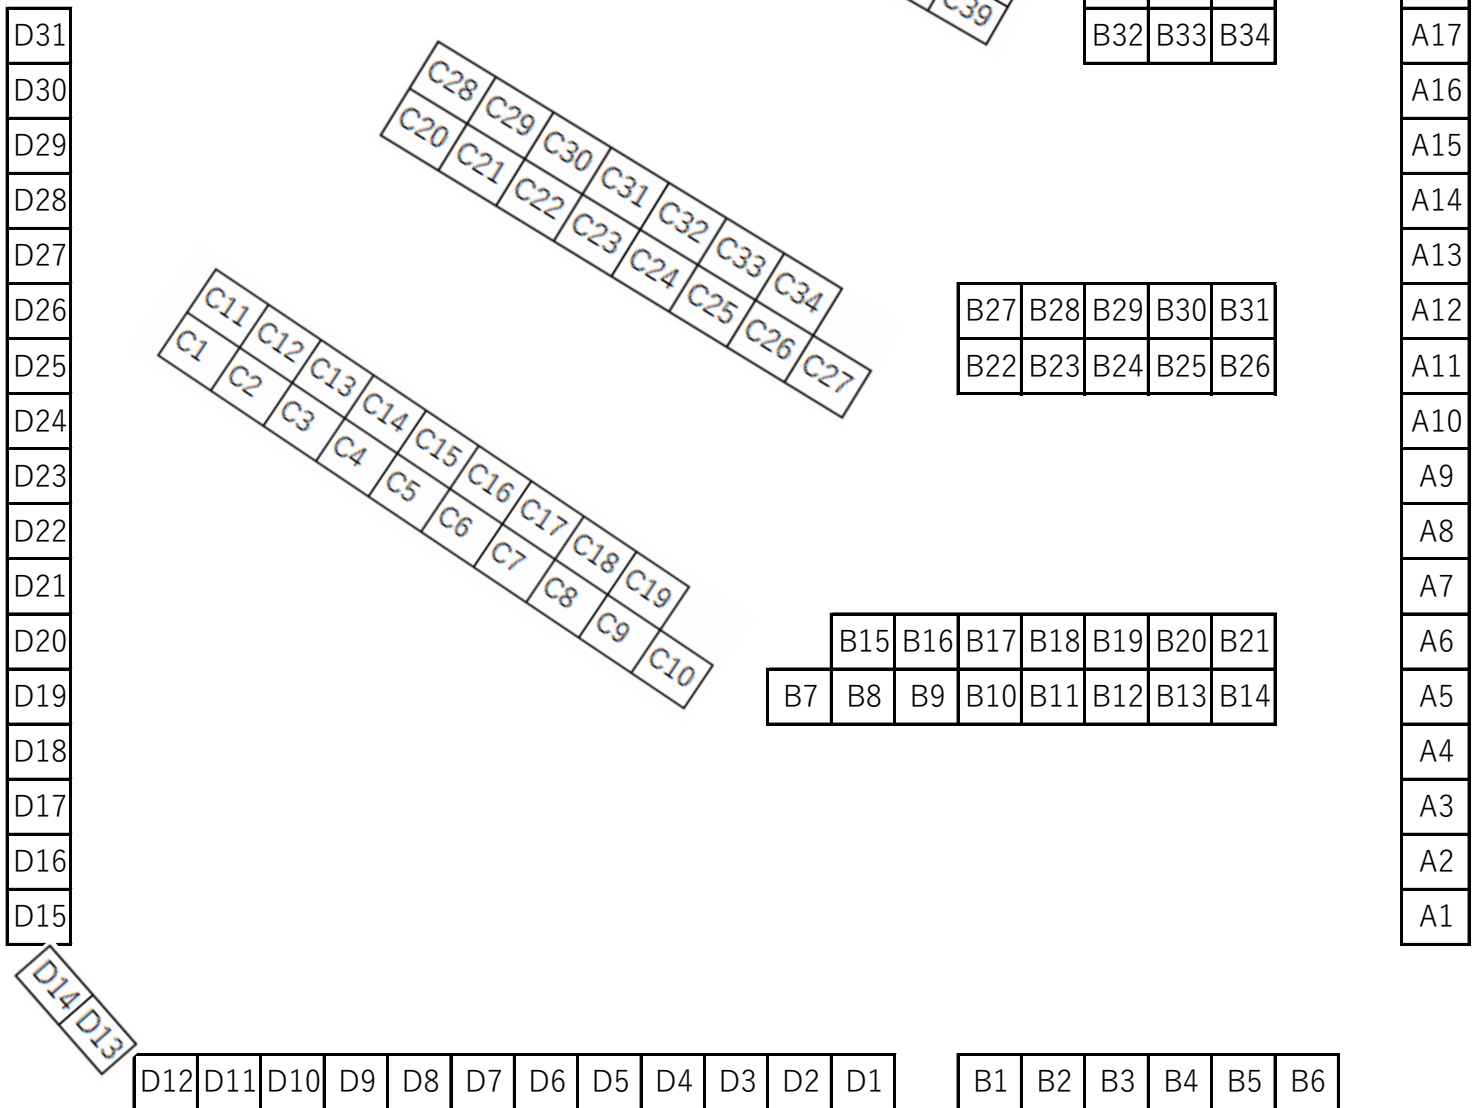 C39
D31
B32 B33 B34
A17
D30
A16
D29
A15
D28
A14
D27
A13
D26
A12
D25
A11
D24
A10
D23
A9
D22
A8
D21
A7
D20
A6
D19
A5
D18
A4
D17
A3
D16
A2
D15
A1
C28 C29 C30 C31 C32 C33 C34
C20 C21 C22 C23 C24 C25 C26 C27
C11 C12 C13 C14 C15 C16 C17 C18 C19
C1 C2 C3 C4 C5 C6 C7 C8 C9 C10
B27 B28 B29 B30 B31
B22 B23 B24 B25 B26
B15 B16 B17 B18 B19 B20 B21
B7 B8 B9 B10 B11 B12 B13 B14
D14 D13
D12 D11 D10 D9 D8 D7 D6 D5 D4 D3 D2 D1
B1 B2 B3 B4 B5 B6